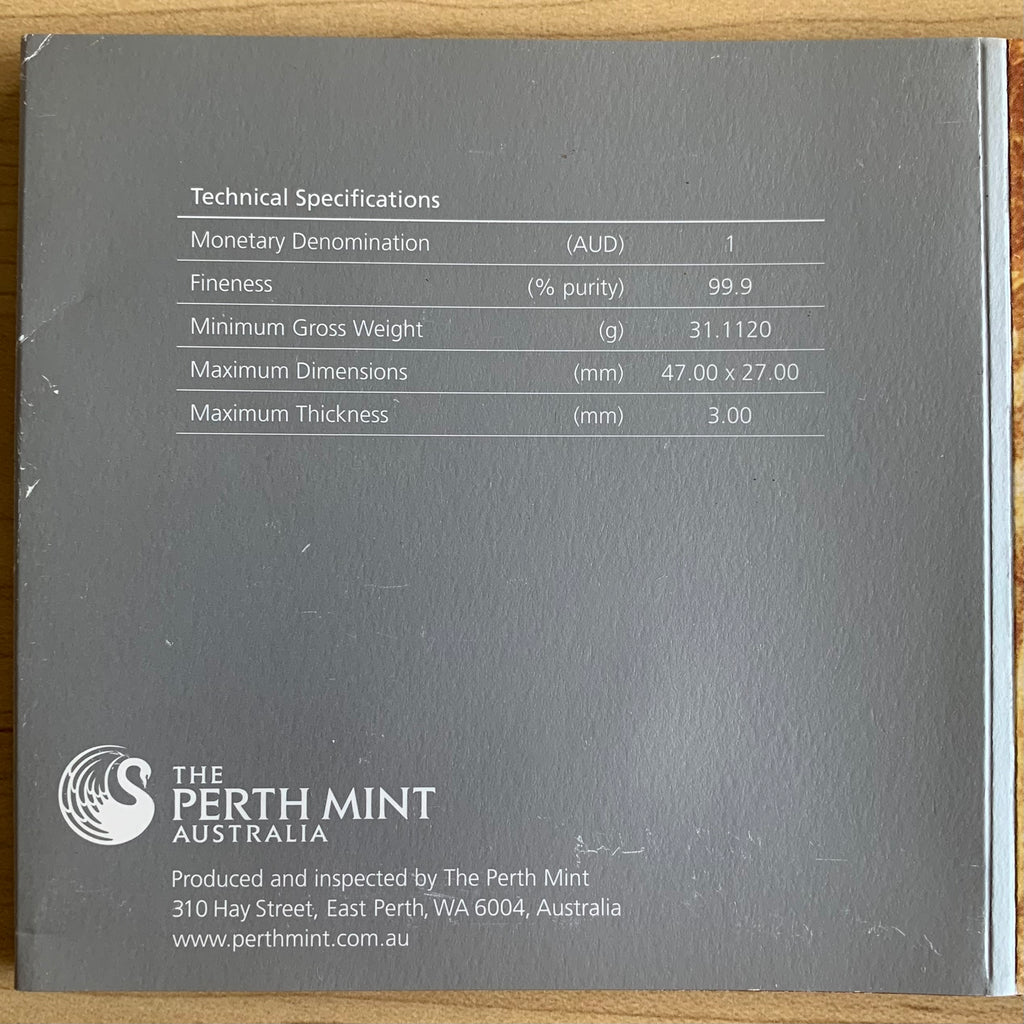 Technical Specifications
Monetary Denomination (AUD) 1
Fineness (% purity) 99.9
Minimum Gross Weight (g) 31.1120
Maximum Dimensions (mm) 47.00 x 27.00
Maximum Thickness (mm) 3.00
THE
PERTH MINT
AUSTRALIA
Produced and inspected by The Perth Mint
310 Hay Street, East Perth, WA 6004, Australia
www.perthmint.com.au